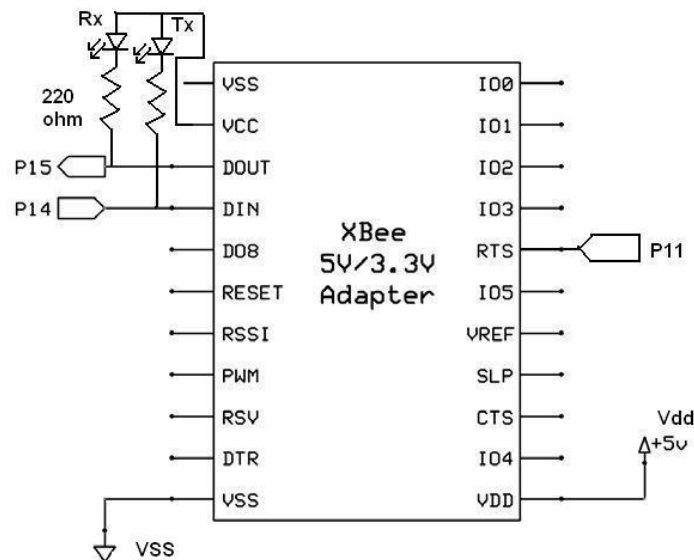 Rx
Tx
220
ohm
P15
P14
VSS
VCC
DOUT
DIN
DO8
RESET
RSSI
PWM
RSV
DTR
VSS
XBee
5V/3.3V
Adapter
IO0
IO1
IO2
IO3
RTS
IO5
VREF
SLP
CTS
IO4
VDD
P11
Vdd
+5v
VSS